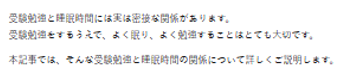 受験勉強と睡眠時間には実は密接な関係があります。
受験勉強をするうえで、よく眠り、よく勉強することはとても大切です。
本記事では、そんな受験勉強と睡眠時間の関係について詳しくご説明します。